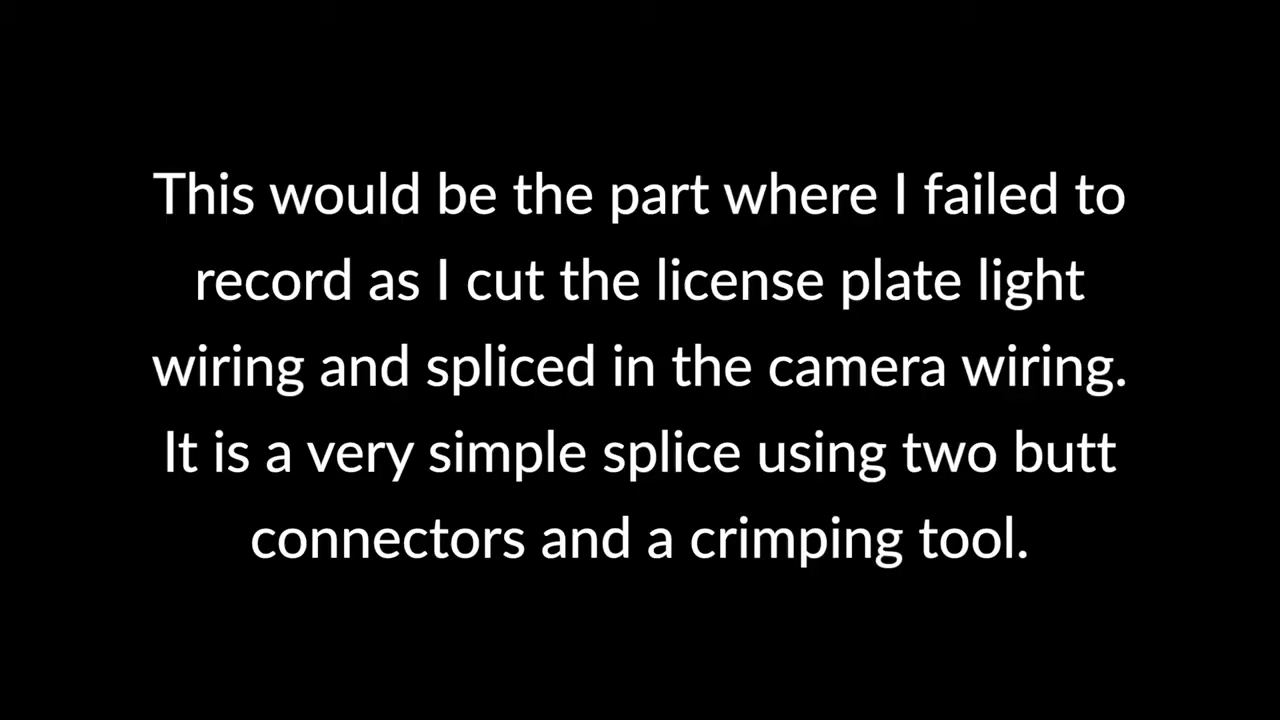 This would be the part where I failed to
record as I cut the license plate light
wiring and spliced in the camera wiring.
It is a very simple splice using two butt
connectors and a crimping tool.